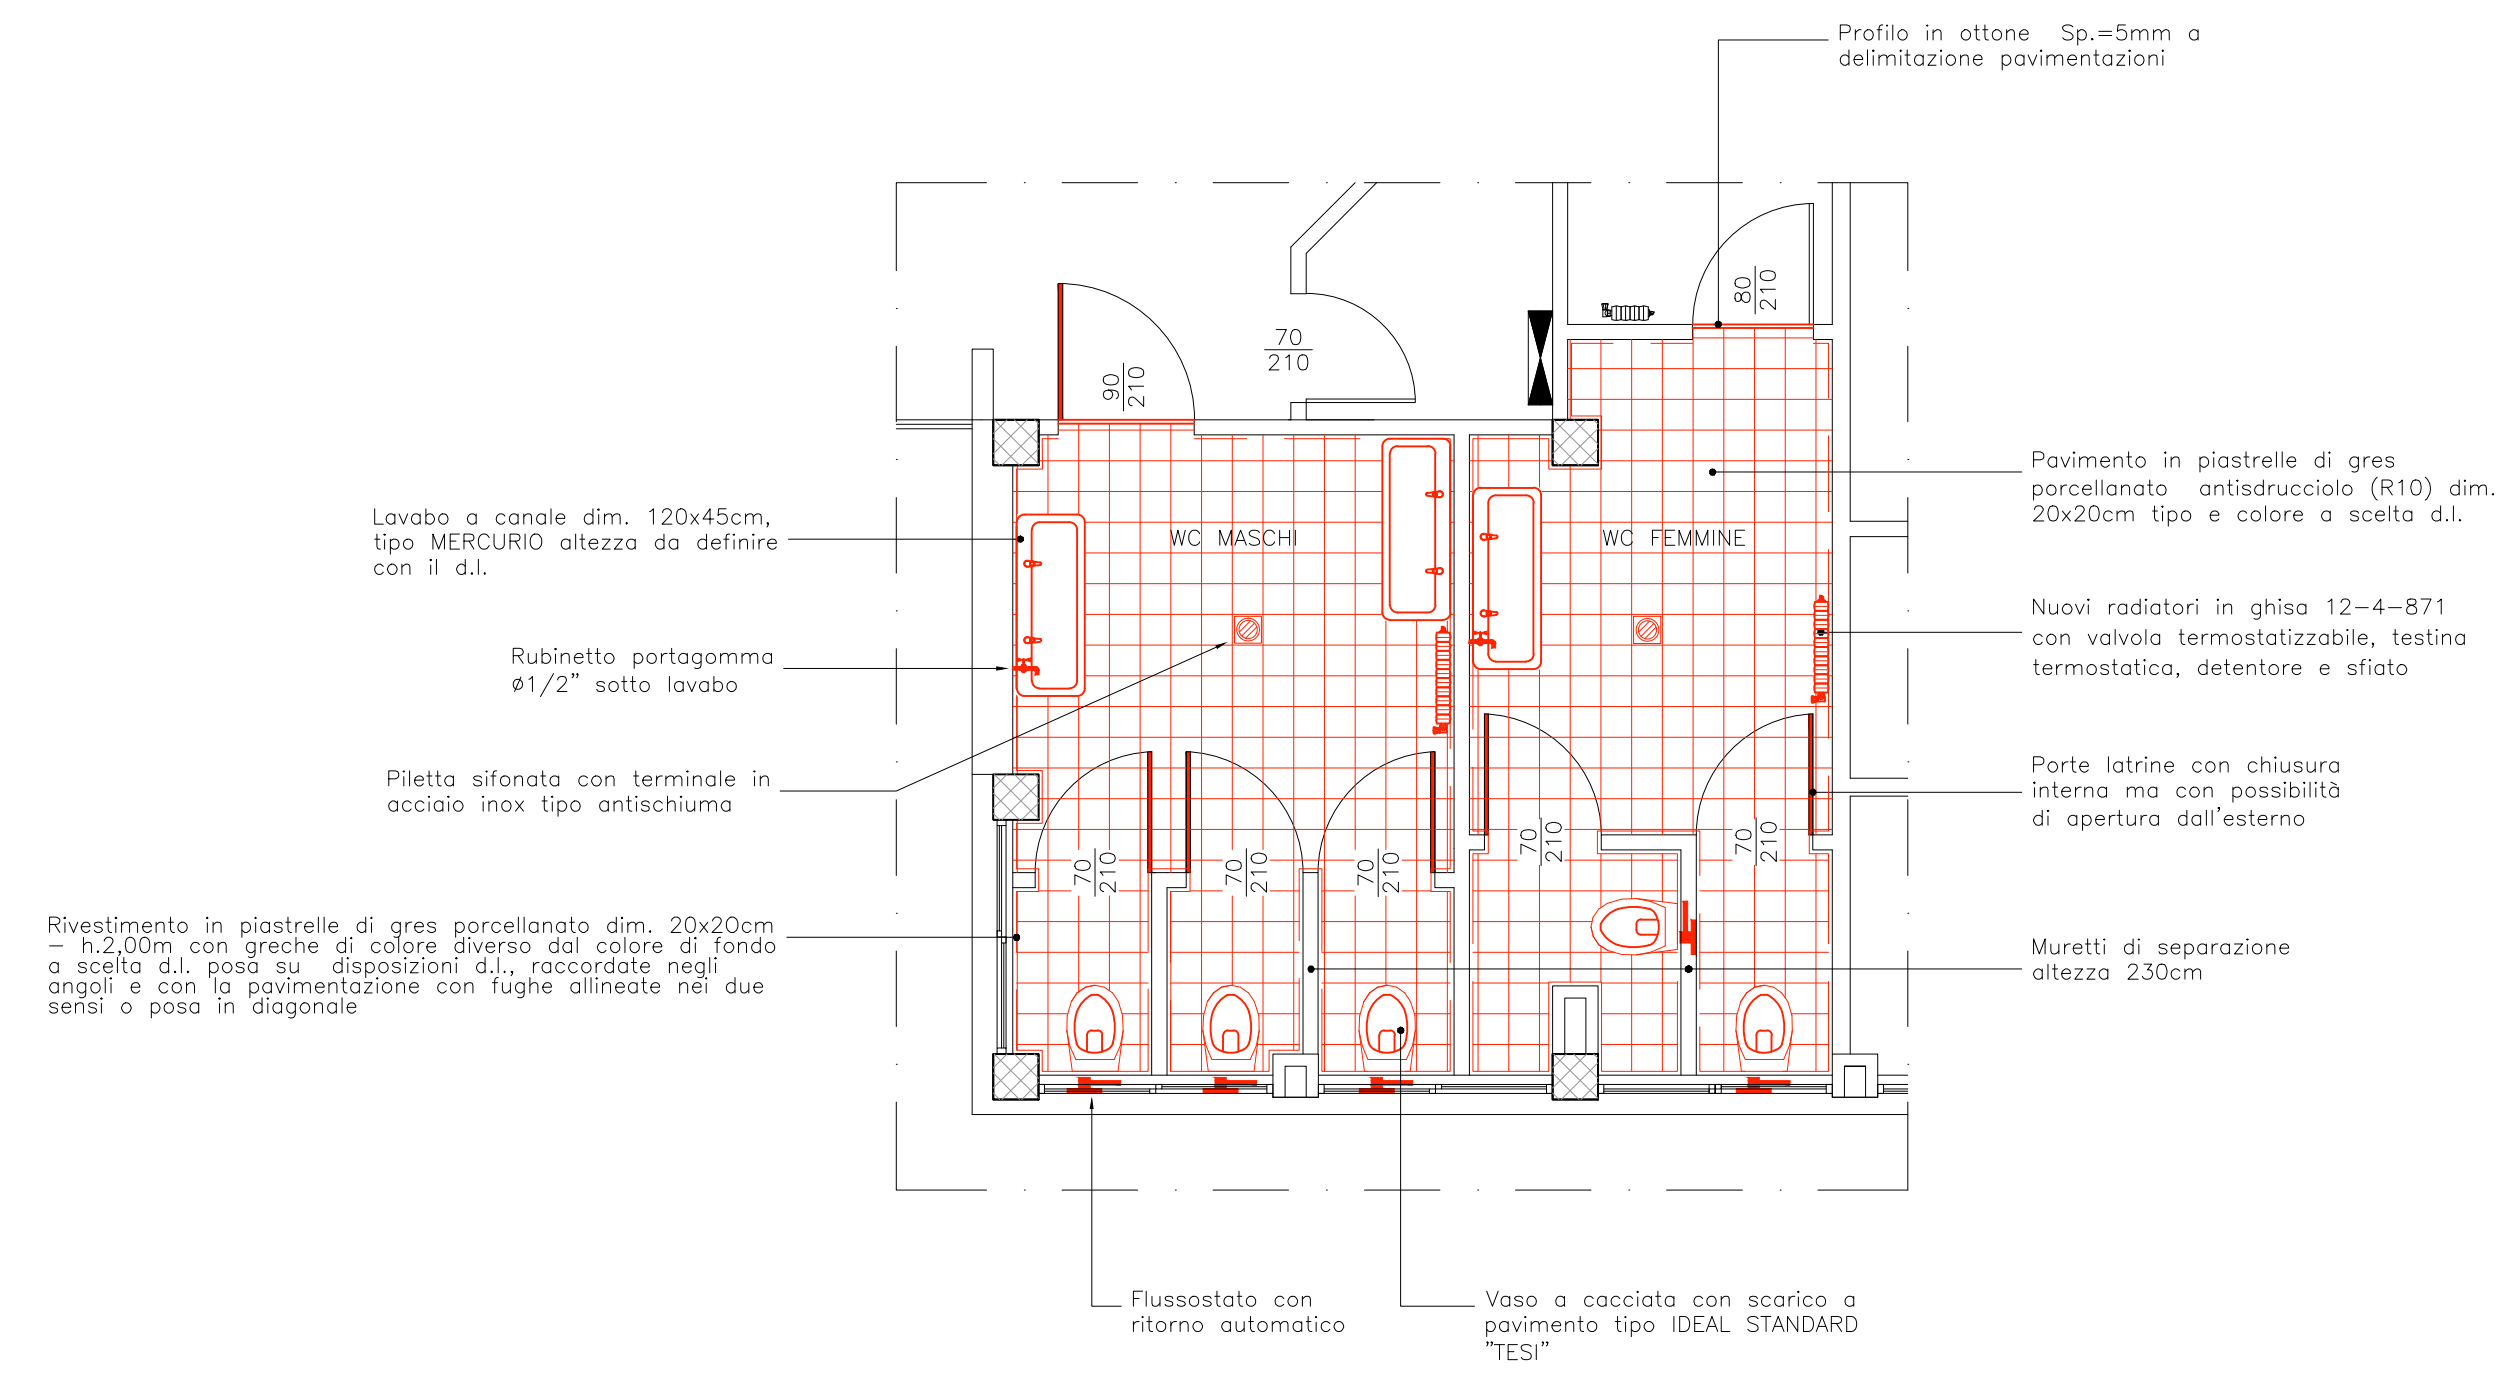 Profilo in ottone  Sp.=5mm a
delimitazione pavimentazioni
80
210
90
210
70
210
Pavimento in piastrelle di gres
porcellanato  antisdrucciolo (R10) dim.
20x20cm tipo e colore a scelta d.l.
Lavabo a canale dim. 120x45cm,
tipo MERCURIO altezza da definire
con il d.l.
WC MASCHI
WC FEMMINE
Nuovi radiatori in ghisa 12-4-871
con valvola termostatizzabile, testina
termostatica, detentore e sfiato
Rubinetto portagomma
Ø1/2" sotto lavabo
Piletta sifonata con terminale in
acciaio inox tipo antischiuma
Porte latrine con chiusura
interna ma con possibilità
di apertura dall'esterno
70
210
70
210
70
210
70
210
70
210
Rivestimento in piastrelle di gres porcellanato dim. 20x20cm
- h.2,00m con greche di colore diverso dal colore di fondo
a scelta d.l. posa su  disposizioni d.l., raccordate negli
angoli e con la pavimentazione con fughe allineate nei due
sensi o posa in diagonale
Muretti di separazione
altezza 230cm
Flussostato con
ritorno automatico
Vaso a cacciata con scarico a
pavimento tipo IDEAL STANDARD
"TESI"